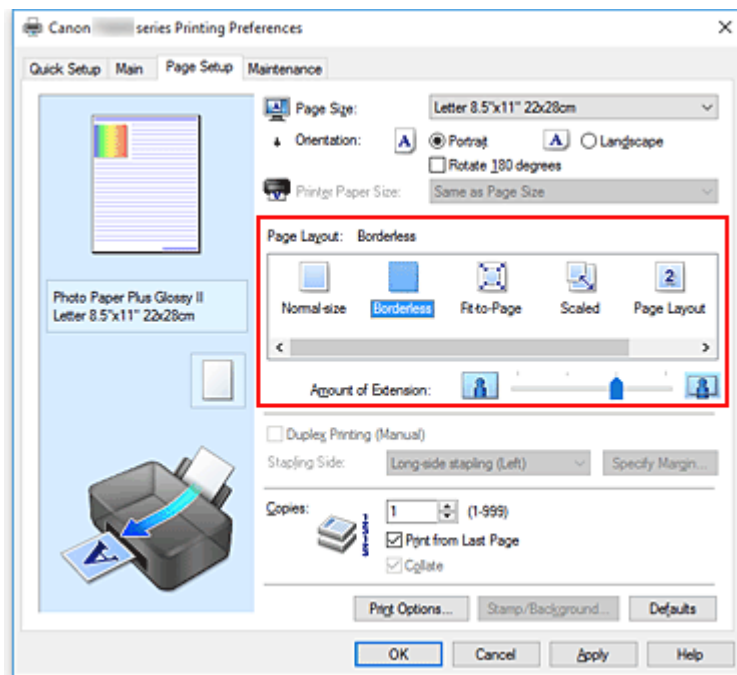 Canon series Printing Preferences
Quick Setup Main Page Setup Maintenance
Page Size: Letter 8.5"x11" 22x28cm
Orientation: A Portrait A Landscape
Rotate 180 degrees
Printer Paper Size: Same as Page Size
Page Layout: Borderless
Normal-size Borderless Fit-to-Page Scaled Page Layout
Amount of Extension:
Photo Paper Plus Glossy II
Letter 8.5"x11" 22x28cm
Duplex Printing (Manual)
Stapling Side: Long-side stapling (Left) Specify Margin...
Copies: 1 (1-999)
Print from Last Page
Collate
Print Options... Stamp/Background... Defaults
OK Cancel Apply Help